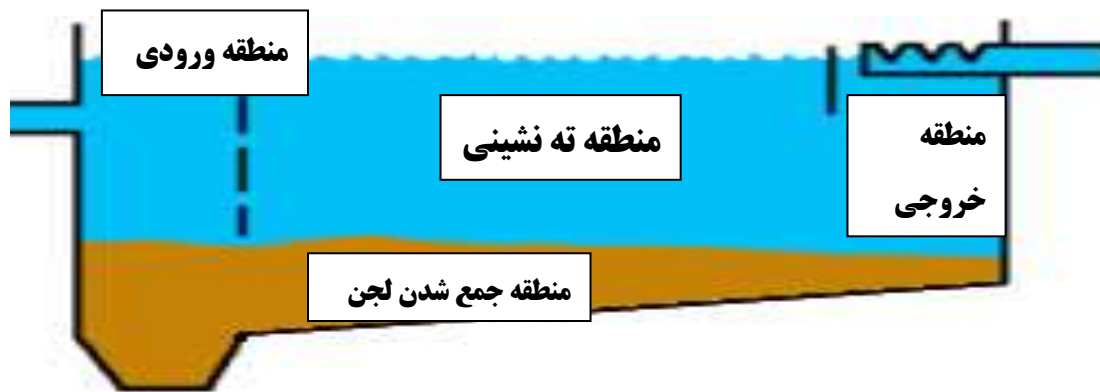 منطقه ورودی
منطقه ته نشینی
منطقه
خروجی
منطقه جمع شدن لجن